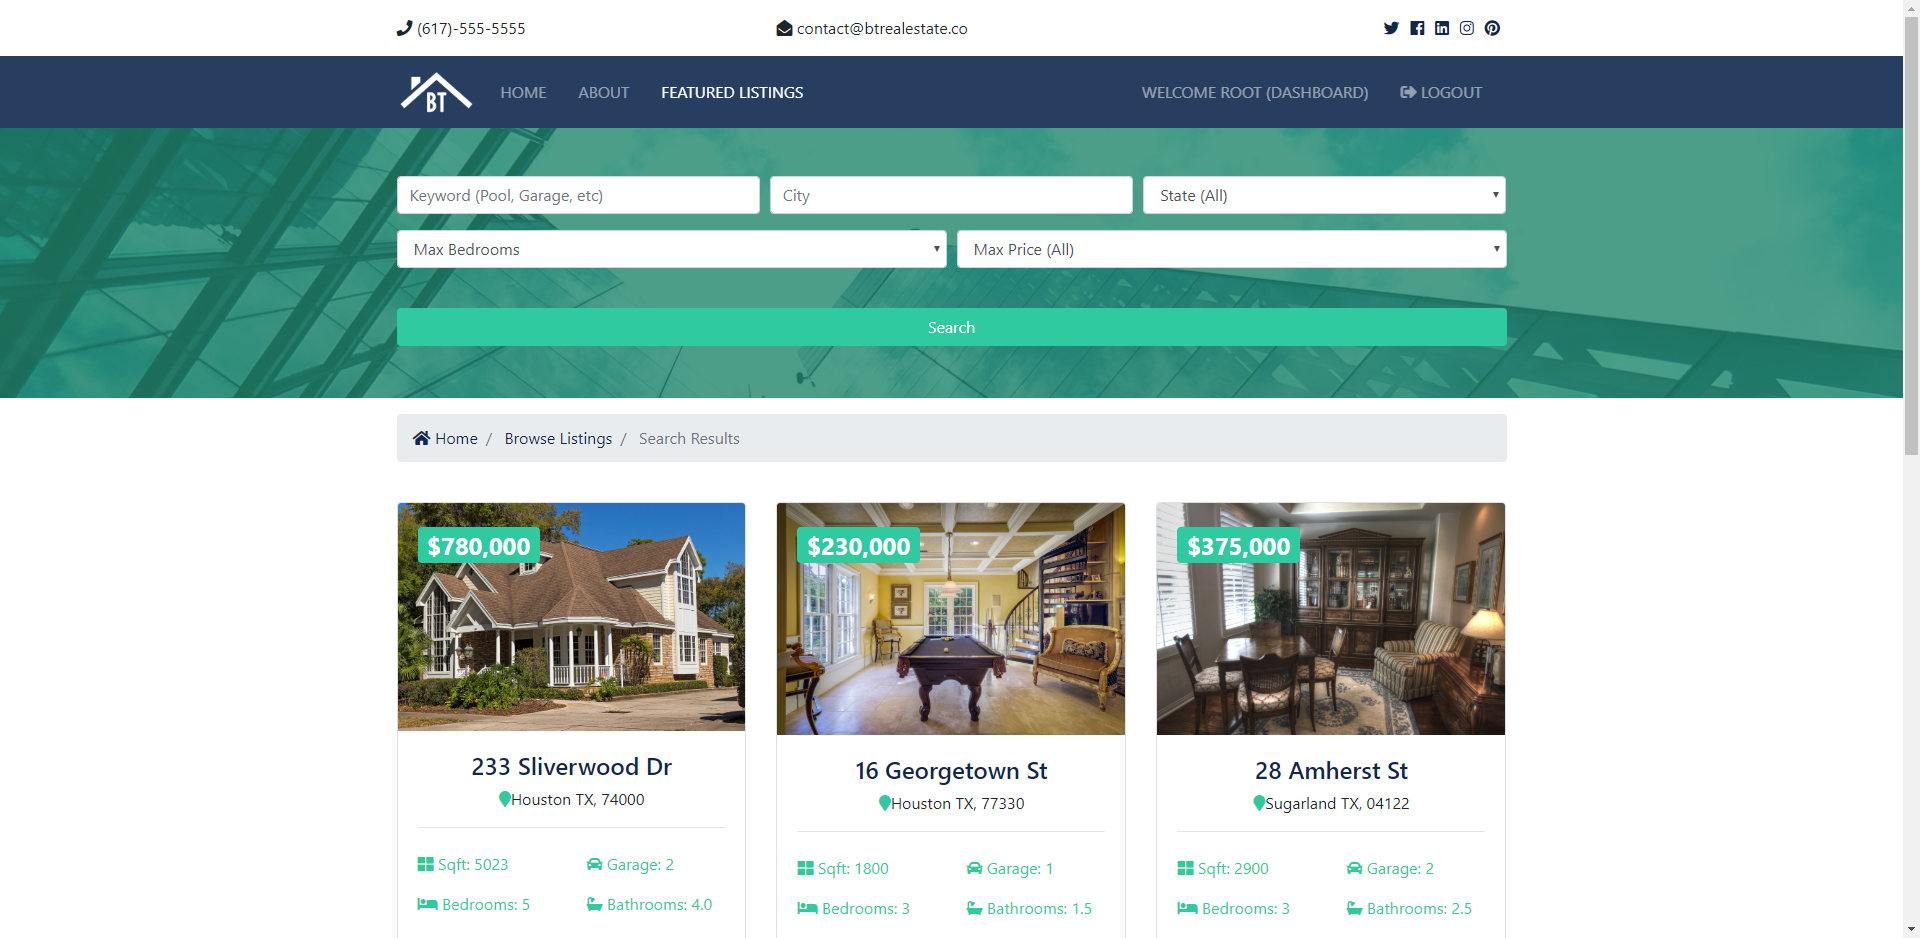 (617)-555-5555
contact@btrealestate.co
BT
HOME
ABOUT
FEATURED LISTINGS
WELCOME ROOT (DASHBOARD)
LOGOUT
Keyword (Pool, Garage, etc)
City
State (All)
Max Bedrooms
Max Price (All)
Search
Home / Browse Listings / Search Results
$780,000
233 Sliverwood Dr
Houston TX, 74000
Sqft: 5023
Garage: 2
Bedrooms: 5
Bathrooms: 4.0
$230,000
16 Georgetown St
Houston TX, 77330
Sqft: 1800
Garage: 1
Bedrooms: 3
Bathrooms: 1.5
$375,000
28 Amherst St
Sugarland TX, 04122
Sqft: 2900
Garage: 2
Bedrooms: 3
Bathrooms: 2.5